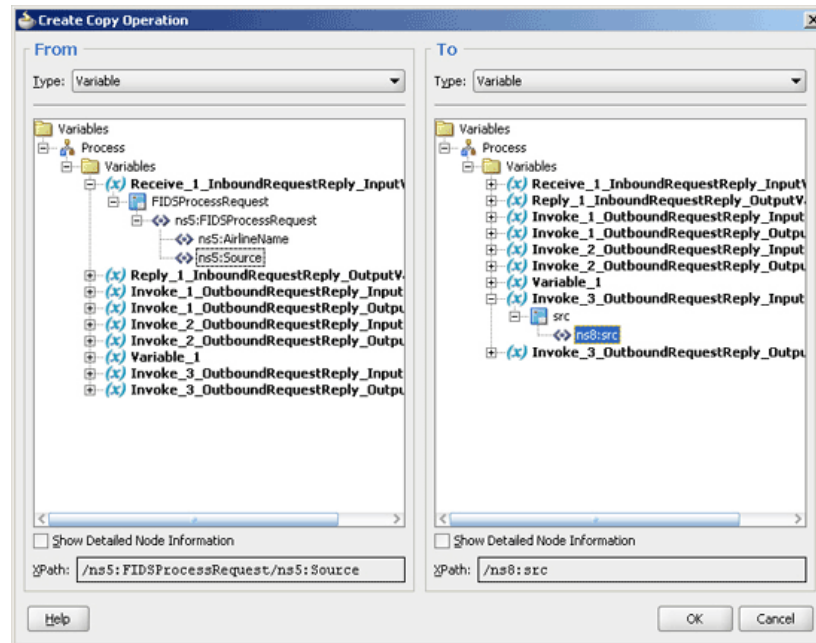 Create Copy Operation
From
Type: Variable
Variables
Process
Variables
(x) Receive_1_InboundRequestReply_InputV
FIDSProcessRequest
ns5:FIDSProcessRequest
ns5:AirlineName
ns5:Source
(x) Reply_1_InboundRequestReply_OutputVa
(x) Invoke_1_OutboundRequestReply_Input
(x) Invoke_1_OutboundRequestReply_Outpu
(x) Invoke_2_OutboundRequestReply_Input
(x) Invoke_2_OutboundRequestReply_Outpu
(x) Variable_1
(x) Invoke_3_OutboundRequestReply_Input
(x) Invoke_3_OutboundRequestReply_Outpu
Show Detailed Node Information
XPath: /ns5:FIDSProcessRequest/ns5:Source
To
Type: Variable
Variables
Process
Variables
(x) Receive_1_InboundRequestReply_InputV
(x) Reply_1_InboundRequestReply_OutputVa
(x) Invoke_1_OutboundRequestReply_Input
(x) Invoke_1_OutboundRequestReply_Outpu
(x) Invoke_2_OutboundRequestReply_Input
(x) Invoke_2_OutboundRequestReply_Outpu
(x) Variable_1
(x) Invoke_3_OutboundRequestReply_Input
src
ns8:src
(x) Invoke_3_OutboundRequestReply_Outpu
Show Detailed Node Information
XPath: /ns8:src
Help
OK
Cancel